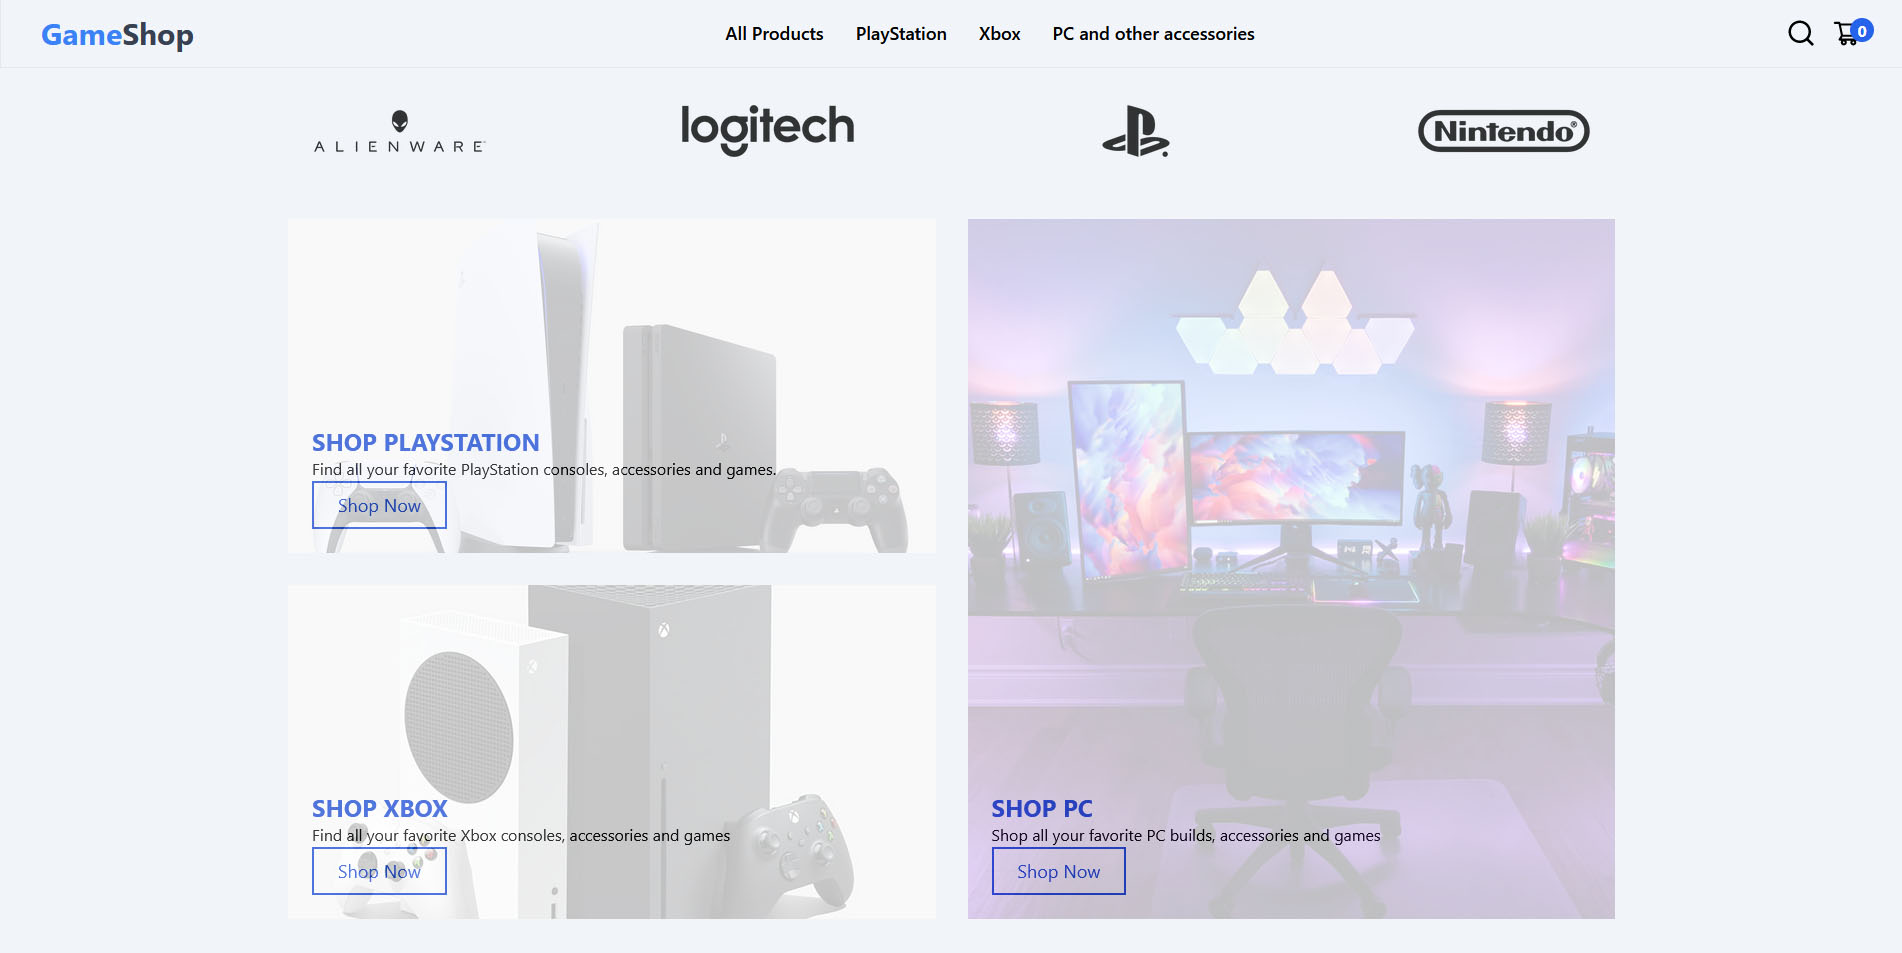 GameShop
All Products
PlayStation
Xbox
PC and other accessories
0
ALIENWARE
logitech
Nintendo®
SHOP PLAYSTATION
Find all your favorite PlayStation consoles, accessories and games.
Shop Now
SHOP XBOX
Find all your favorite Xbox consoles, accessories and games
Shop Now
SHOP PC
Shop all your favorite PC builds, accessories and games
Shop Now